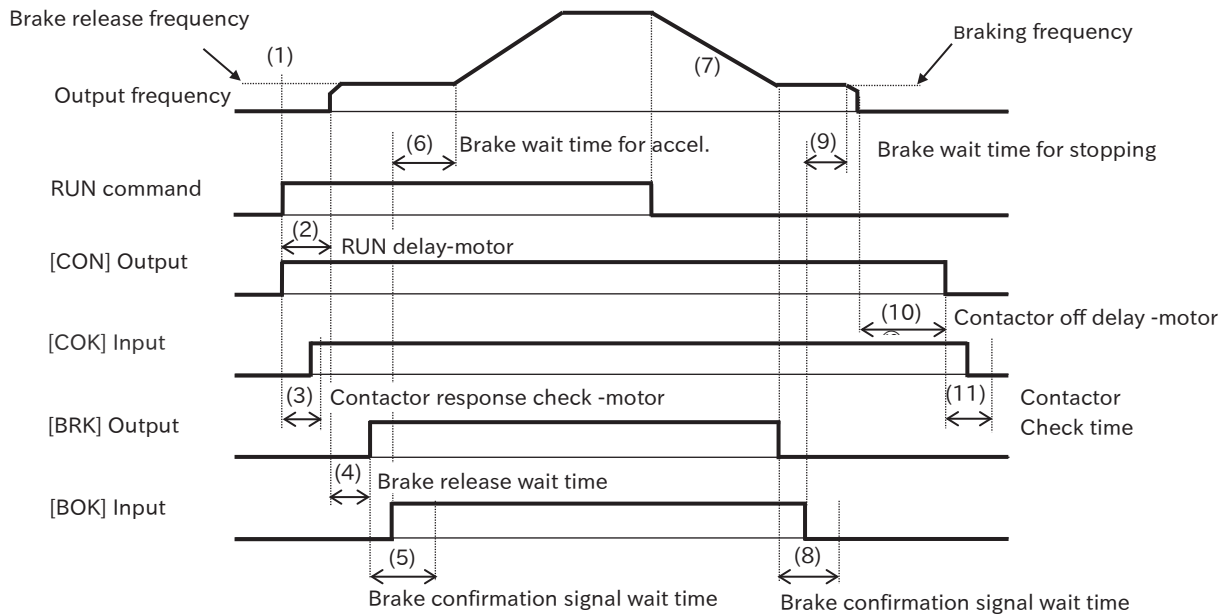 Brake release frequency
(1)
Braking frequency
(7)
Output frequency
(6)
Brake wait time for accel.
(9)
Brake wait time for stopping
RUN command
(2)
RUN delay-motor
[CON] Output
(10)
Contactor off delay -motor
[COK] Input
(3)
Contactor response check -motor
(11)
Contactor
Check time
[BRK] Output
(4)
Brake release wait time
[BOK] Input
(5)
(8)
Brake confirmation signal wait time
Brake confirmation signal wait time